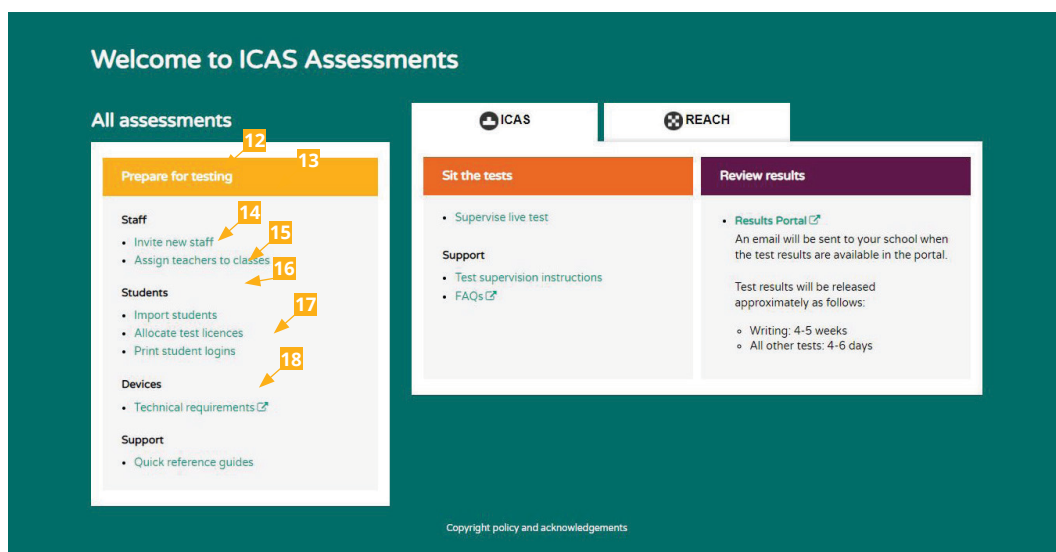 Welcome to ICAS Assessments
All assessments
12
13
Prepare for testing
Staff
14
Invite new staff
15
Assign teachers to classes
16
Students
Import students
17
Allocate test licences
Print student logins
18
Devices
Technical requirements
Support
Quick reference guides
ICAS
REACH
Sit the tests
Supervise live test
Support
Test supervision instructions
FAQs
Review results
Results Portal
An email will be sent to your school when
the test results are available in the portal.
Test results will be released
approximately as follows:
Writing: 4-5 weeks
All other tests: 4-6 days
Copyright policy and acknowledgements